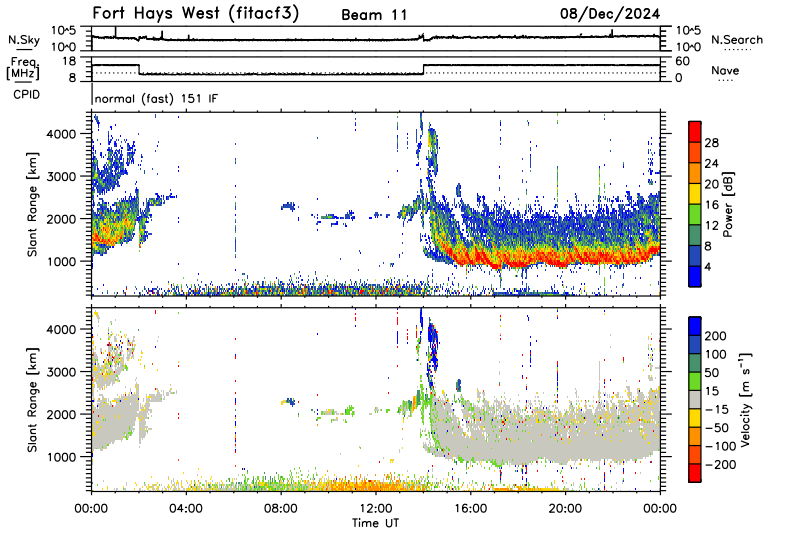 Fort Hays West (fitacf3) Beam 11 08/Dec/2024
N.Sky 10^5 10^0 10^5 10^0 N.Search
Freq. [MHz] 18 8 60 0 Nave
CPID normal (fast) 151 IF
Slant Range [km] 4000 3000 2000 1000
28 24 20 16 12 8 4 Power [dB]
Slant Range [km] 4000 3000 2000 1000
200 100 50 15 −15 −50 −100 −200 Velocity [m s⁻¹]
00:00 04:00 08:00 12:00 16:00 20:00 00:00
Time UT